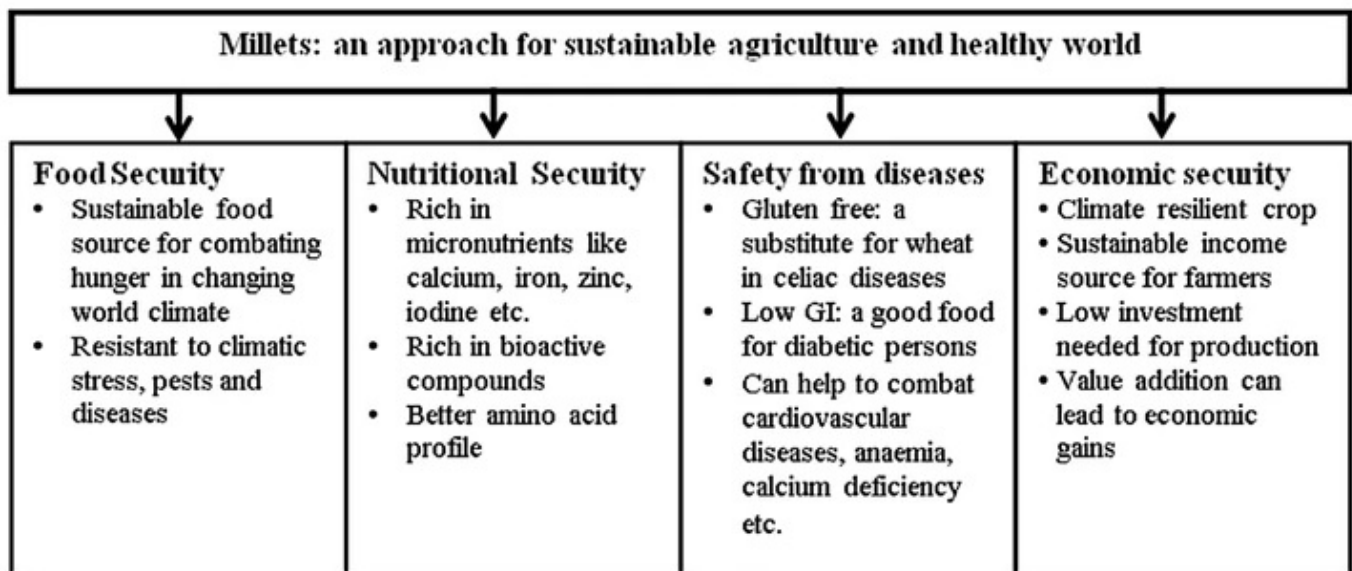 Millets: an approach for sustainable agriculture and healthy world
Food Security
• Sustainable food
source for combating
hunger in changing
world climate
• Resistant to climatic
stress, pests and
diseases
Nutritional Security
• Rich in
micronutrients like
calcium, iron, zinc,
iodine etc.
• Rich in bioactive
compounds
• Better amino acid
profile
Safety from diseases
• Gluten free: a
substitute for wheat
in celiac diseases
• Low GI: a good food
for diabetic persons
• Can help to combat
cardiovascular
diseases, anaemia,
calcium deficiency
etc.
Economic security
• Climate resilient crop
• Sustainable income
source for farmers
• Low investment
needed for production
• Value addition can
lead to economic
gains